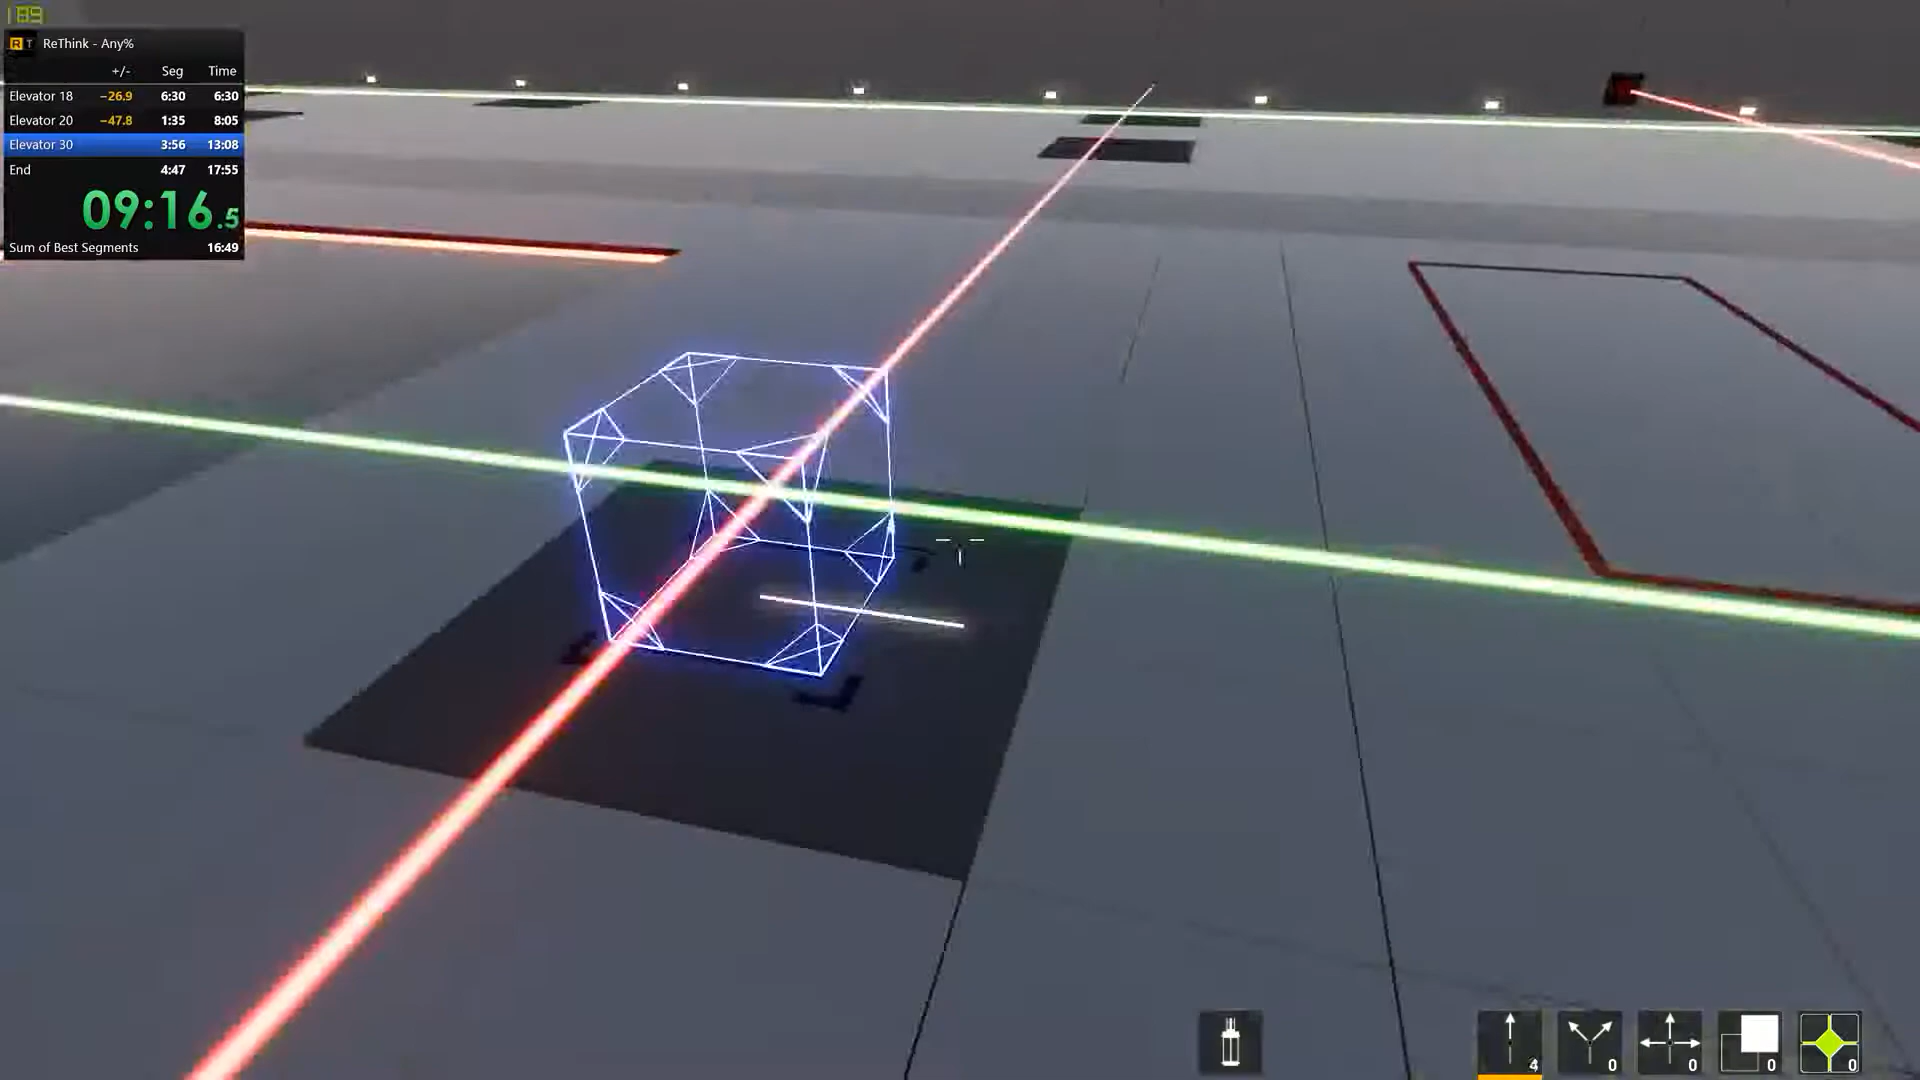 189
RT ReThink - Any%
+/- Seg Time
Elevator 18 −26.9 6:30 6:30
Elevator 20 −47.8 1:35 8:05
Elevator 30 3:56 13:08
End 4:47 17:55
09:16.5
Sum of Best Segments 16:49
4 0 0 0 0